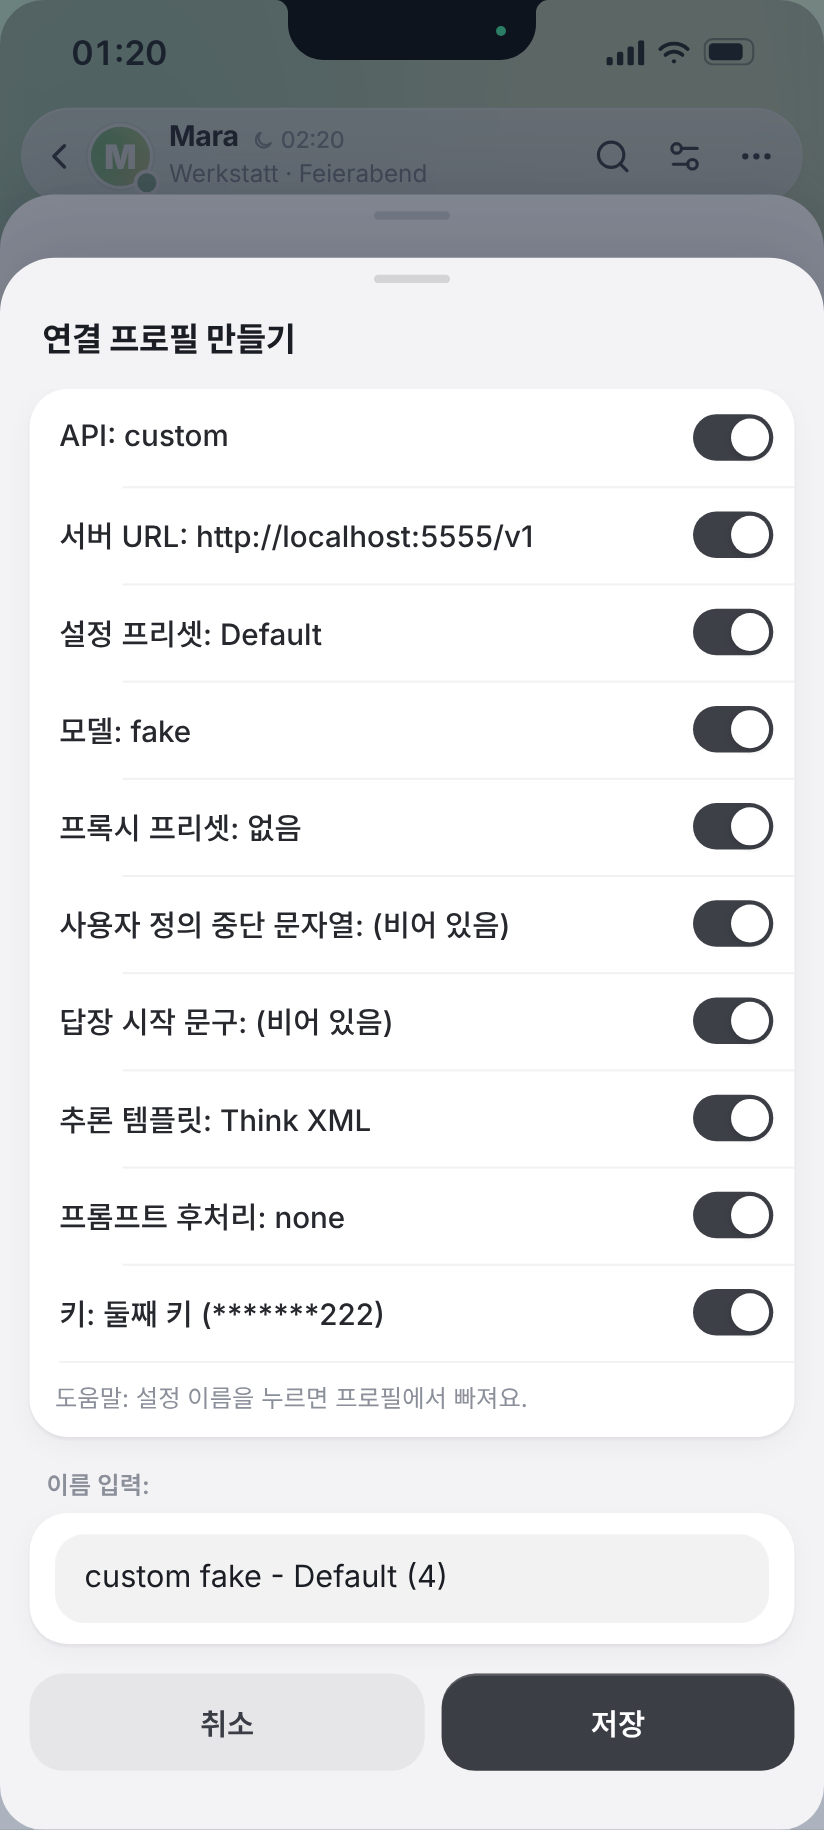 01:20
Mara 02:20
M
Werkstatt · Feierabend
연결 프로필 만들기
API: custom
서버 URL: http://localhost:5555/v1
설정 프리셋: Default
모델: fake
프록시 프리셋: 없음
사용자 정의 중단 문자열: (비어 있음)
답장 시작 문구: (비어 있음)
추론 템플릿: Think XML
프롬프트 후처리: none
키: 둘째 키 (*******222)
도움말: 설정 이름을 누르면 프로필에서 빠져요.
이름 입력:
custom fake - Default (4)
취소
저장